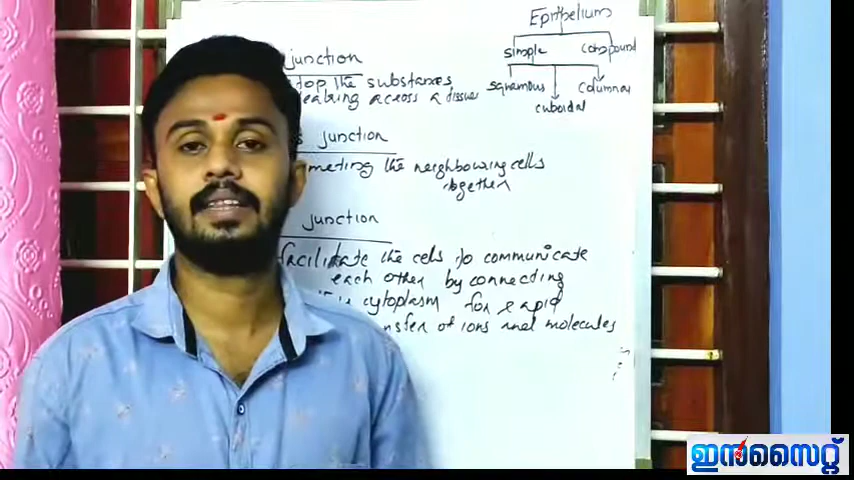 junction
stop the substances
leaking across a tissue
junction
cementing the neighbouring cells
together
junction
facilitate the cells to communicate
each other by connecting
cytoplasm for rapid
transfer of ions and molecules
Epithelium
simple compound
squamous columnar
cuboidal
ഇൻസൈറ്റ്